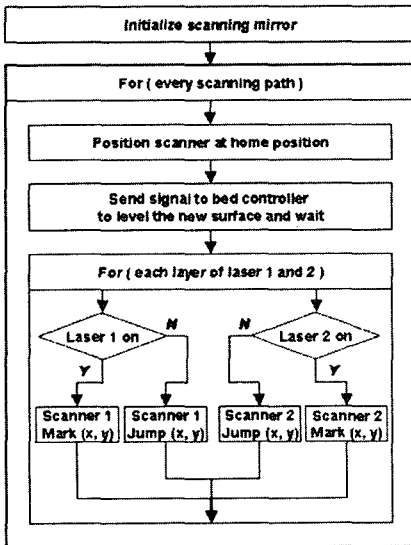 Initialize scanning mirror
For ( every scanning path )
Position scanner at home position
Send signal to bed controller
to level the new surface and wait
For ( each layer of laser 1 and 2 )
Laser 1 on
N
N
Laser 2 on
Y
Y
Scanner 1
Mark (x, y)
Scanner 1
Jump (x, y)
Scanner 2
Jump (x, y)
Scanner 2
Mark (x, y)